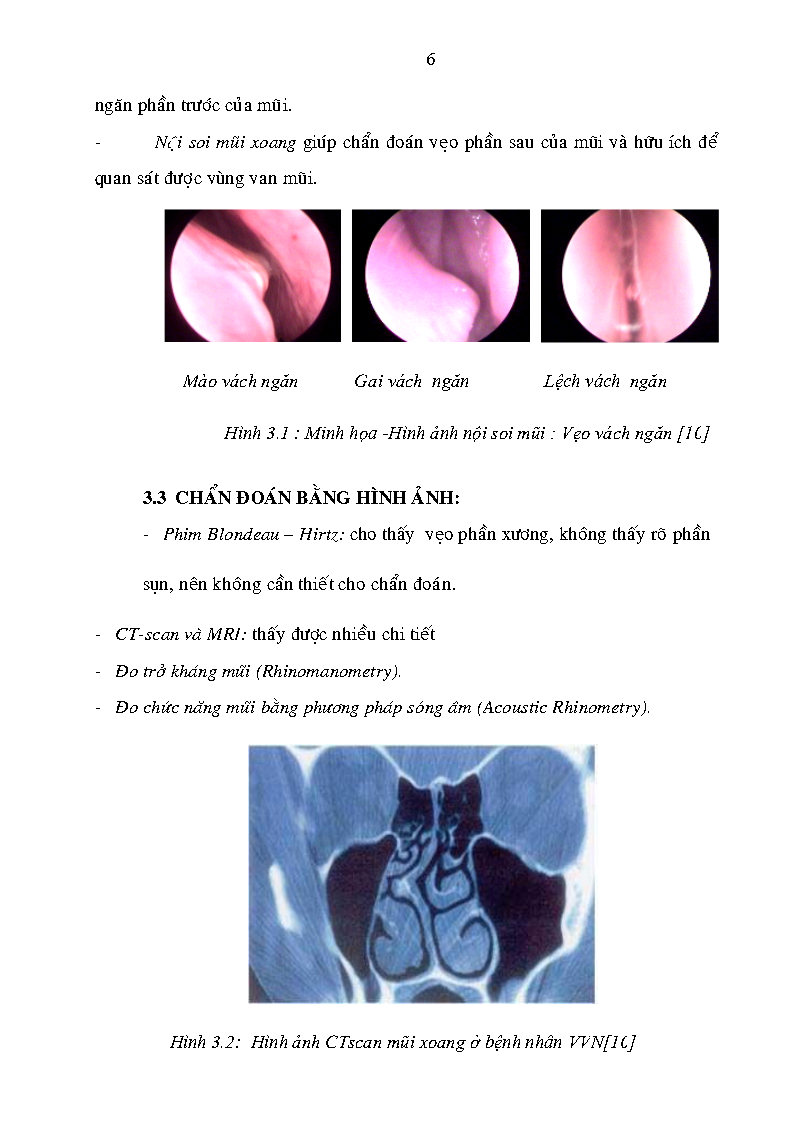 6
ngăn phần trước của mũi.
- Nội soi mũi xoang giúp chẩn đoán vẹo phần sau của mũi và hữu ích để
quan sát được vùng van mũi.
Mào vách ngăn Gai vách ngăn Lệch vách ngăn
Hình 3.1 : Minh họa -Hình ảnh nội soi mũi : Vẹo vách ngăn [10]
3.3 CHẨN ĐOÁN BẰNG HÌNH ẢNH:
- Phim Blondeau – Hirtz: cho thấy vẹo phần xương, không thấy rõ phần
sụn, nên không cần thiết cho chẩn đoán.
- CT-scan và MRI: thấy được nhiều chi tiết
- Đo trở kháng mũi (Rhinomanometry).
- Đo chức năng mũi bằng phương pháp sóng âm (Acoustic Rhinometry).
Hình 3.2: Hình ảnh CTscan mũi xoang ở bệnh nhân VVN[10]